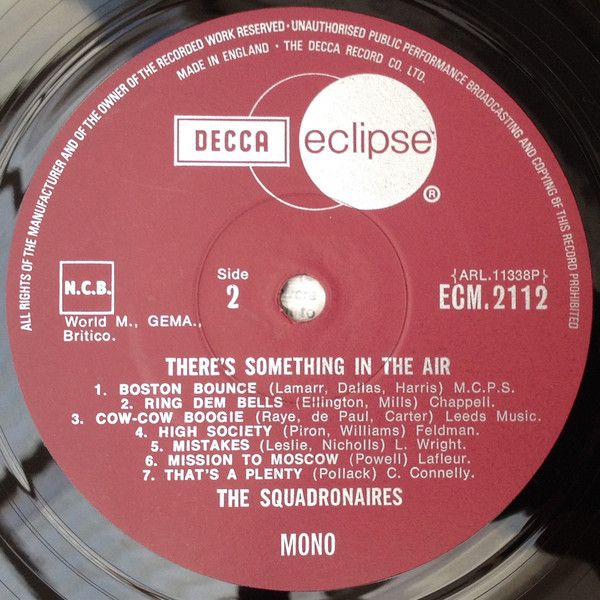 ALL RIGHTS OF THE MANUFACTURER AND OF THE OWNER OF THE RECORDED WORK RESERVED · UNAUTHORISED PUBLIC PERFORMANCE BROADCASTING AND COPYING OF THIS RECORD PROHIBITED
MADE IN ENGLAND · THE DECCA RECORD CO. LTD.
DECCA eclipse
®
N.C.B.
World M., GEMA.,
Britico.
Side
2
{ARL.11338P}
ECM.2112
THERE'S SOMETHING IN THE AIR
1. BOSTON BOUNCE (Lamarr, Dallas, Harris) M.C.P.S.
2. RING DEM BELLS (Ellington, Mills) Chappell.
3. COW-COW BOOGIE (Raye, de Paul, Carter) Leeds Music.
4. HIGH SOCIETY (Piron, Williams) Feldman.
5. MISTAKES (Leslie, Nicholls) L. Wright.
6. MISSION TO MOSCOW (Powell) Lafleur.
7. THAT'S A PLENTY (Pollack) C. Connelly.
THE SQUADRONAIRES
MONO